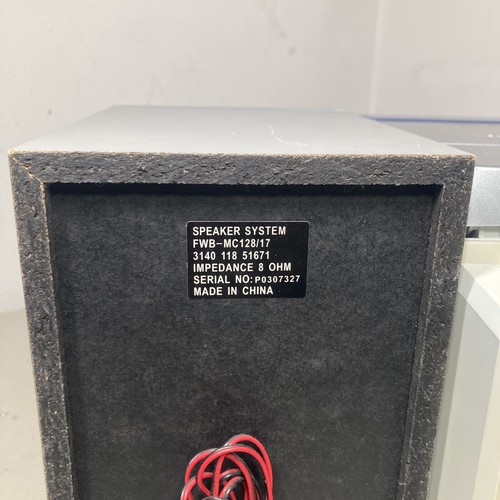 SPEAKER SYSTEM
FWB-MC128/17
3140 118 51671
IMPEDANCE 8 OHM
SERIAL NO: P0307327
MADE IN CHINA